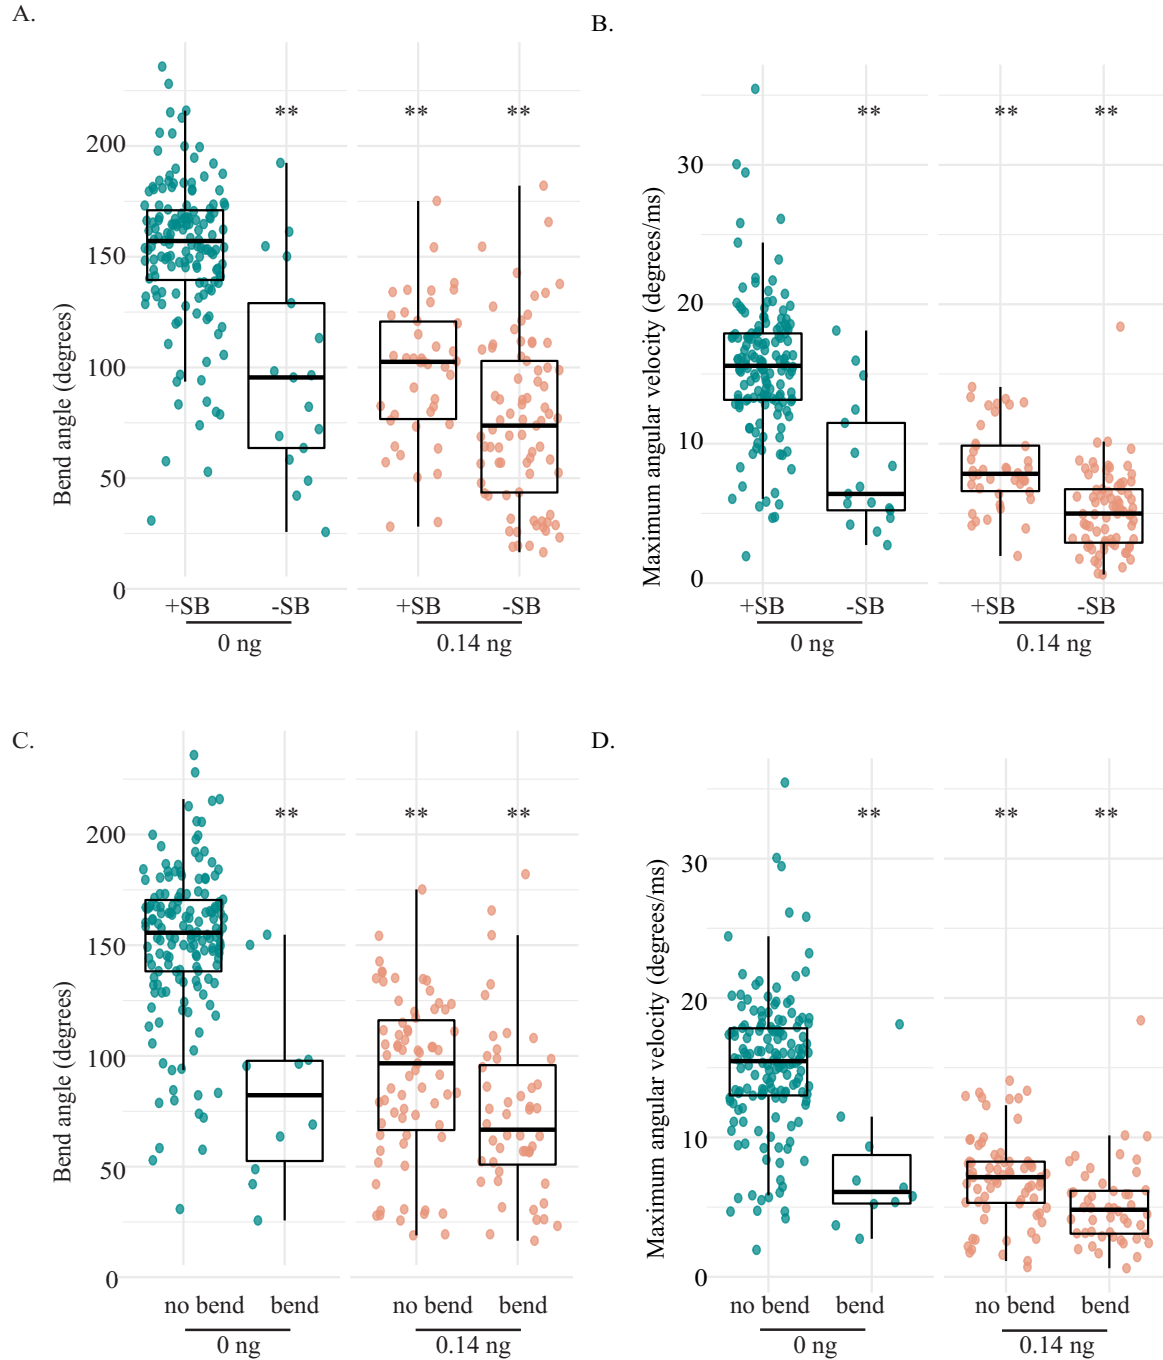 A.
Bend angle (degrees)
200
150
100
50
0
**
**
**
+SB
-SB
+SB
-SB
0 ng
0.14 ng
B.
Maximum angular velocity (degrees/ms)
30
20
10
0
**
**
**
+SB
-SB
+SB
-SB
0 ng
0.14 ng
C.
Bend angle (degrees)
200
150
100
50
0
**
**
**
no bend
bend
no bend
bend
0 ng
0.14 ng
D.
Maximum angular velocity (degrees/ms)
30
20
10
0
**
**
**
no bend
bend
no bend
bend
0 ng
0.14 ng